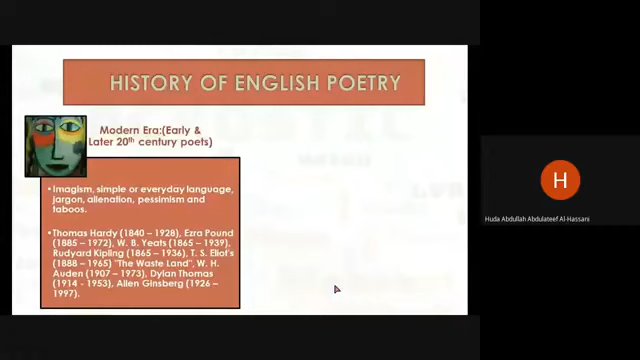 HISTORY OF ENGLISH POETRY
Modern Era:(Early &
Later 20th century poets)
• Imagism, simple or everyday language,
jargon, alienation, pessimism and
taboos.
• Thomas Hardy (1840 – 1928), Ezra Pound
(1885 – 1972), W. B. Yeats (1865 – 1939),
Rudyard Kipling (1865 – 1936), T. S. Eliot's
(1888 – 1965) "The Waste Land", W. H.
Auden (1907 – 1973), Dylan Thomas
(1914 - 1953), Allen Ginsberg (1926 –
1997).
H
Huda Abdullah Abdulateef Al-Hassani